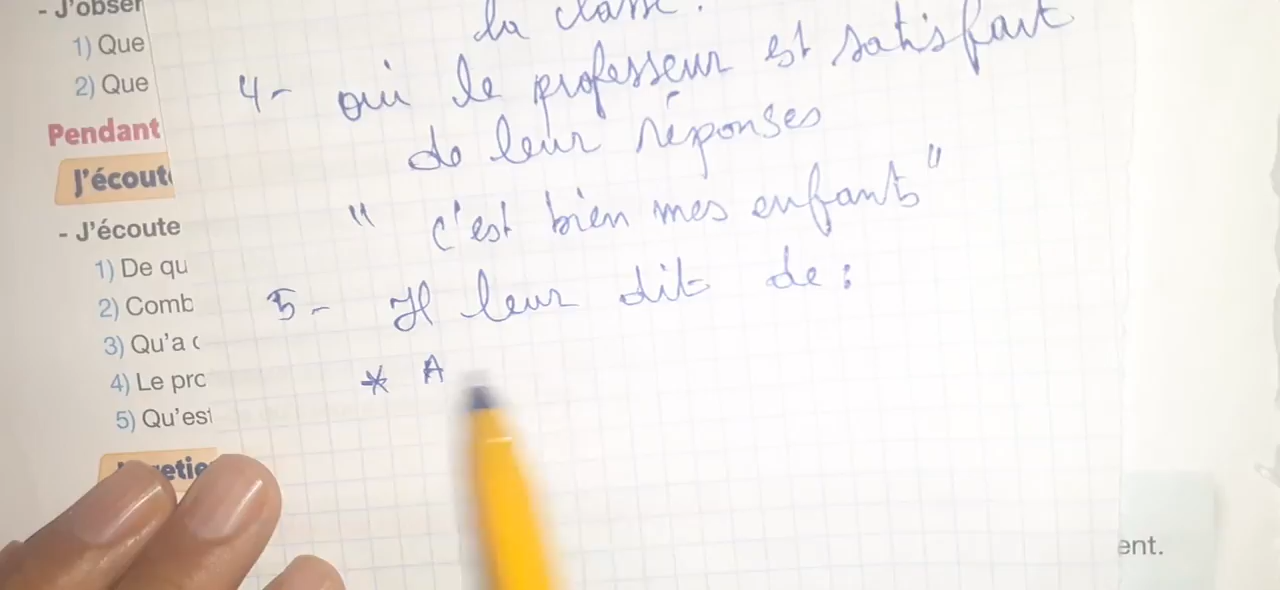 - J'obser
1) Que
2) Que
Pendant
J'écoute
- J'écoute
1) De qu
2) Comb
3) Qu'a
4) Le pro
5) Qu'est
etie
la classe.
4- oui le professeur est satisfait
de leur réponses
" c'est bien mes enfants"
5- Il leur dit de :
* A
ent.